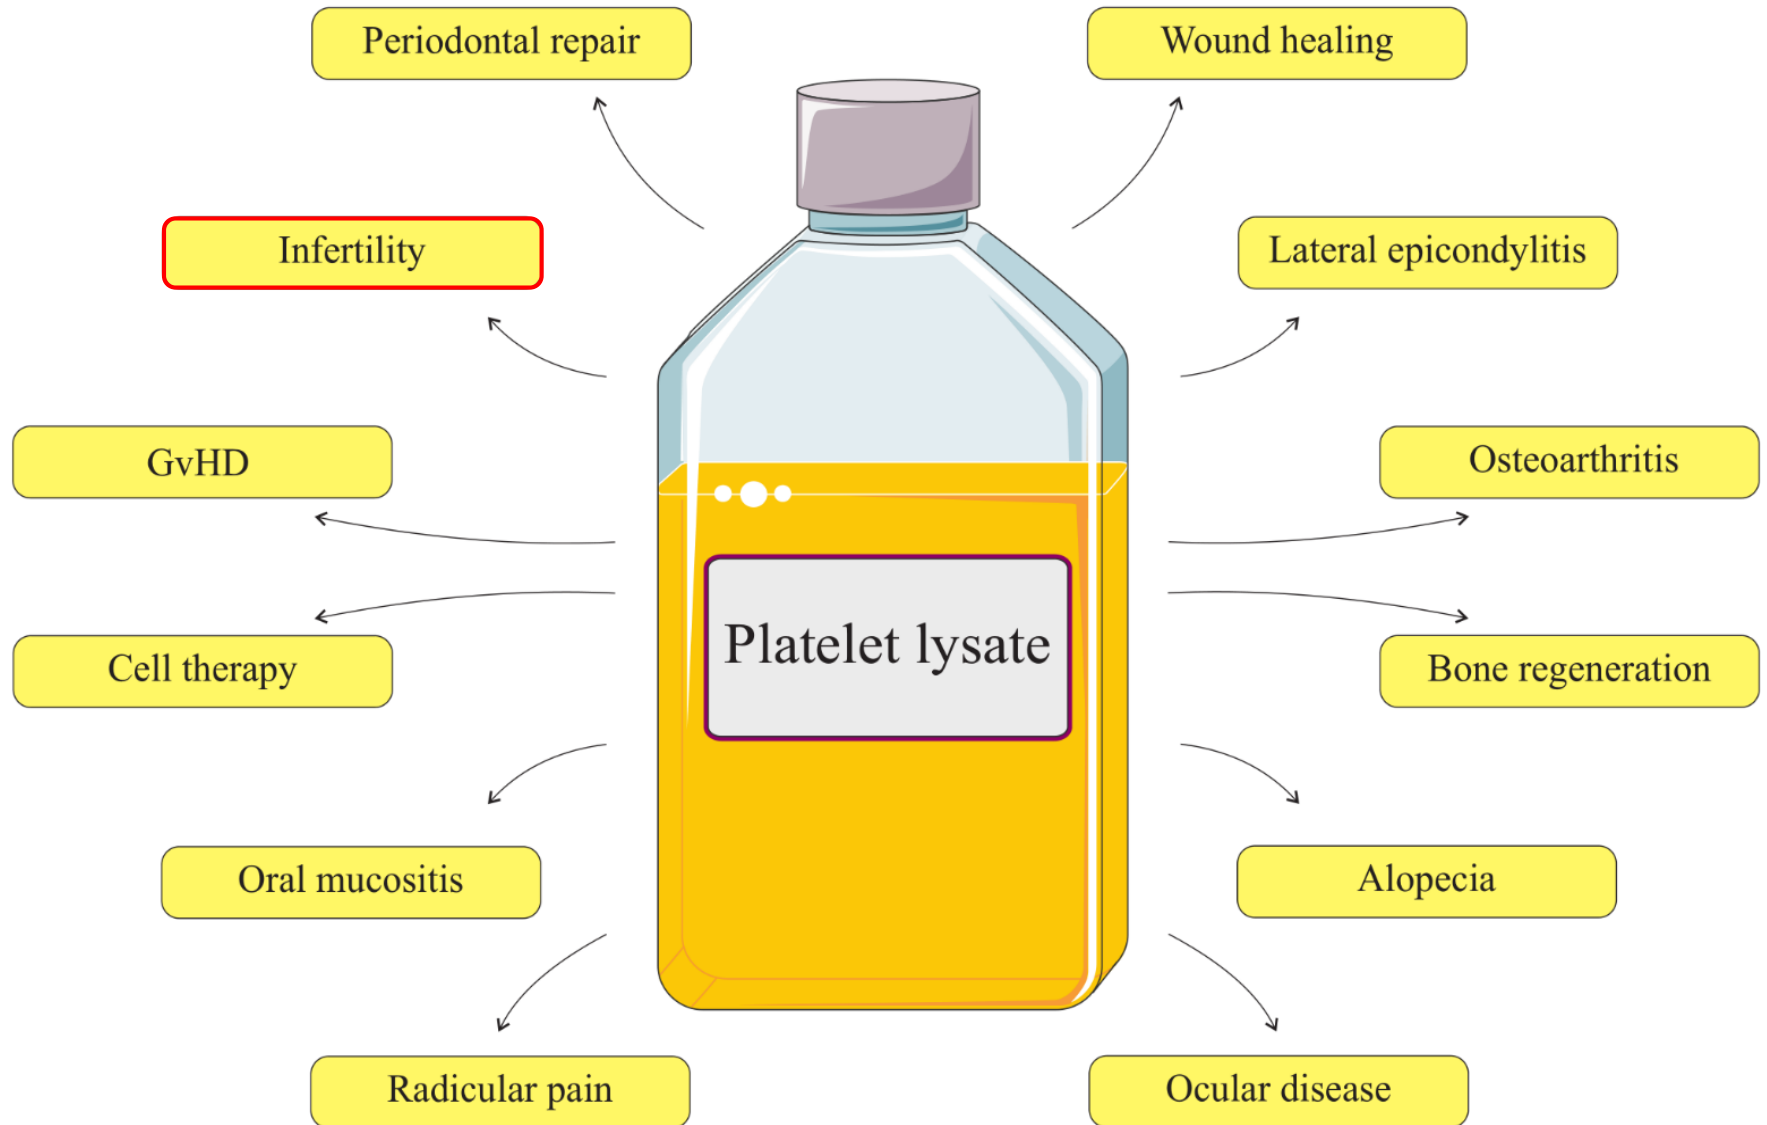 Periodontal repair
Wound healing
Infertility
Lateral epicondylitis
GvHD
Osteoarthritis
Platelet lysate
Cell therapy
Bone regeneration
Oral mucositis
Alopecia
Radicular pain
Ocular disease